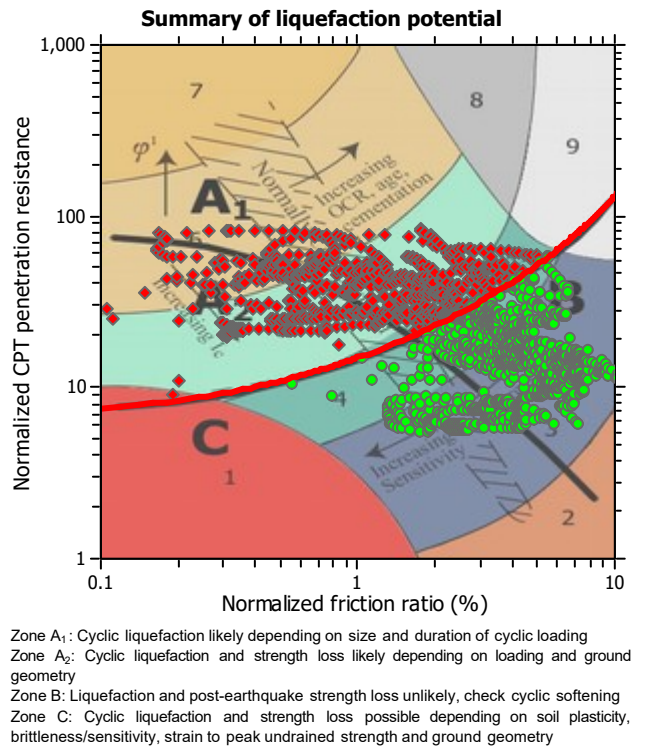 Summary of liquefaction potential
1,000
7
8
9
φ'
Increasing
OCR, age,
cementation
Normally
A1
100
A2
Increasing Ic
B
10
4
C
1
3
Increasing
Sensitivity
2
1
0.1
1
10
Normalized CPT penetration resistance
Normalized friction ratio (%)
Zone A1: Cyclic liquefaction likely depending on size and duration of cyclic loading
Zone A2: Cyclic liquefaction and strength loss likely depending on loading and ground
geometry
Zone B: Liquefaction and post-earthquake strength loss unlikely, check cyclic softening
Zone C: Cyclic liquefaction and strength loss possible depending on soil plasticity,
brittleness/sensitivity, strain to peak undrained strength and ground geometry